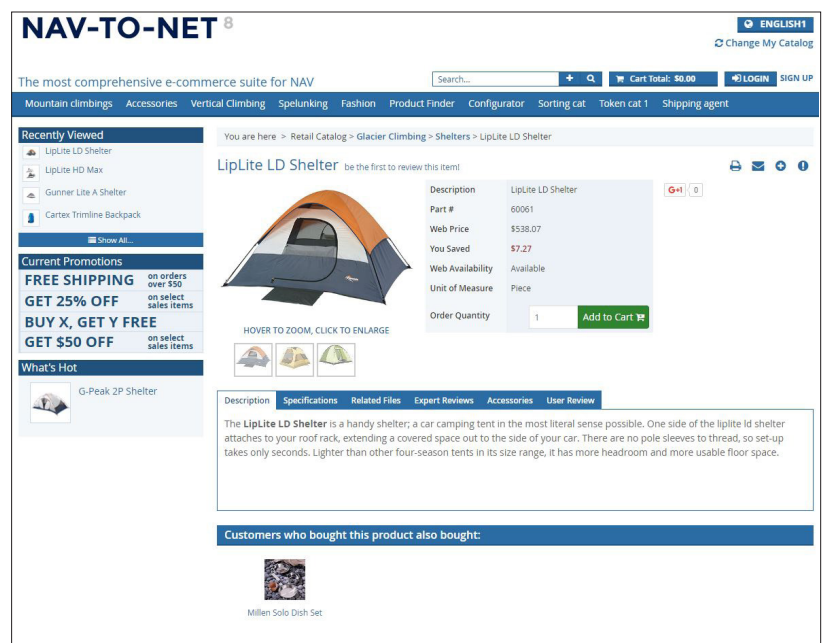 NAV-TO-NET 8
ENGLISH1
Change My Catalog
The most comprehensive e-commerce suite for NAV
Search...
Cart Total: $0.00
LOGIN
SIGN UP
Mountain climbings Accessories Vertical Climbing Spelunking Fashion Product Finder Configurator Sorting cat Token cat 1 Shipping agent
Recently Viewed
LipLite LD Shelter
LipLite HD Max
Gunner Lite A Shelter
Cartex Trimline Backpack
Show All...
Current Promotions
FREE SHIPPING on orders over $50
GET 25% OFF on select sales items
BUY X, GET Y FREE
GET $50 OFF on select sales items
What's Hot
G-Peak 2P Shelter
You are here > Retail Catalog > Glacier Climbing > Shelters > LipLite LD Shelter
LipLite LD Shelter be the first to review this item!
HOVER TO ZOOM, CLICK TO ENLARGE
Description LipLite LD Shelter
Part # 60061
Web Price $538.07
You Saved $7.27
Web Availability Available
Unit of Measure Piece
Order Quantity 1 Add to Cart
G+1 0
Description Specifications Related Files Expert Reviews Accessories User Review
The LipLite LD Shelter is a handy shelter; a car camping tent in the most literal sense possible. One side of the liplite ld shelter
attaches to your roof rack, extending a covered space out to the side of your car. There are no pole sleeves to thread, so set-up
takes only seconds. Lighter than other four-season tents in its size range, it has more headroom and more usable floor space.
Customers who bought this product also bought:
Millen Solo Dish Set